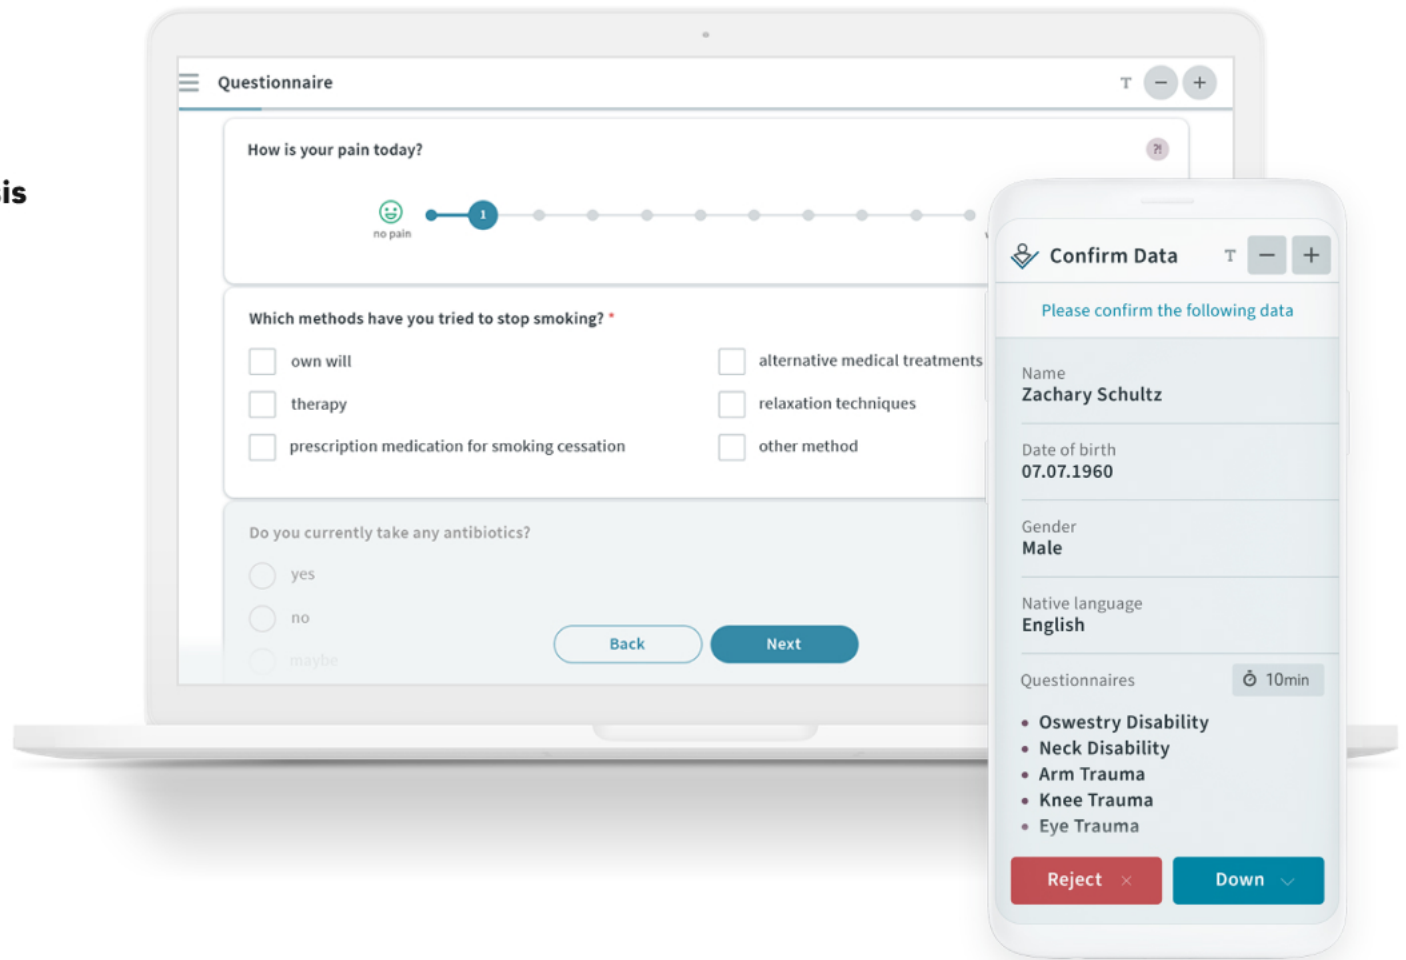 sis
Questionnaire
T − +
How is your pain today?
?!
1
no pain
Which methods have you tried to stop smoking? *
own will
alternative medical treatments
therapy
relaxation techniques
prescription medication for smoking cessation
other method
Do you currently take any antibiotics?
yes
no
maybe
Back
Next
Confirm Data
T − +
Please confirm the following data
Name
Zachary Schultz
Date of birth
07.07.1960
Gender
Male
Native language
English
Questionnaires
10min
• Oswestry Disability
• Neck Disability
• Arm Trauma
• Knee Trauma
• Eye Trauma
Reject ×
Down